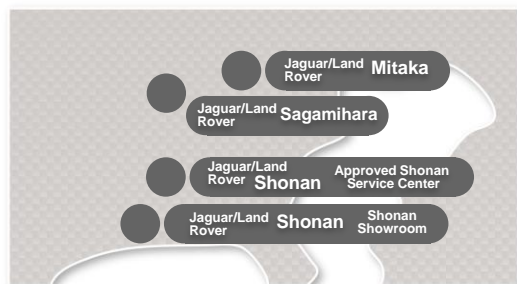 Jaguar/Land Rover Mitaka
Jaguar/Land Rover Sagamihara
Jaguar/Land Rover Shonan Approved Shonan Service Center
Jaguar/Land Rover Shonan Shonan Showroom